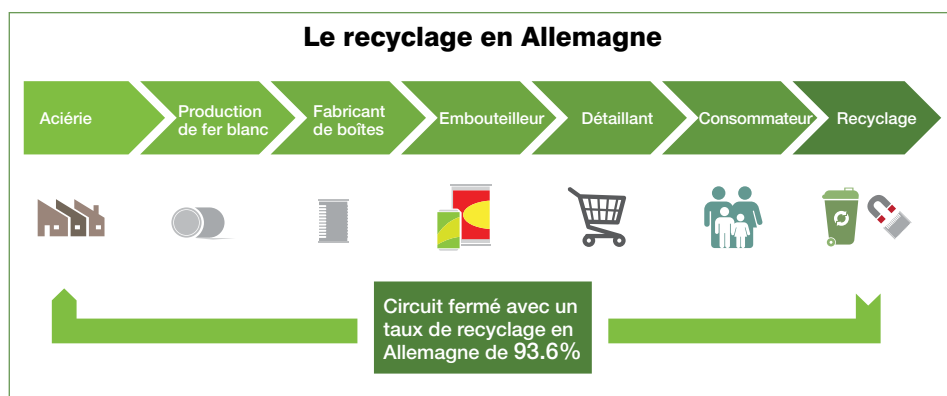 Le recyclage en Allemagne
Aciérie
Production
de fer blanc
Fabricant
de boîtes
Embouteilleur
Détaillant
Consommateur
Recyclage
Circuit fermé avec un
taux de recyclage en
Allemagne de 93.6%